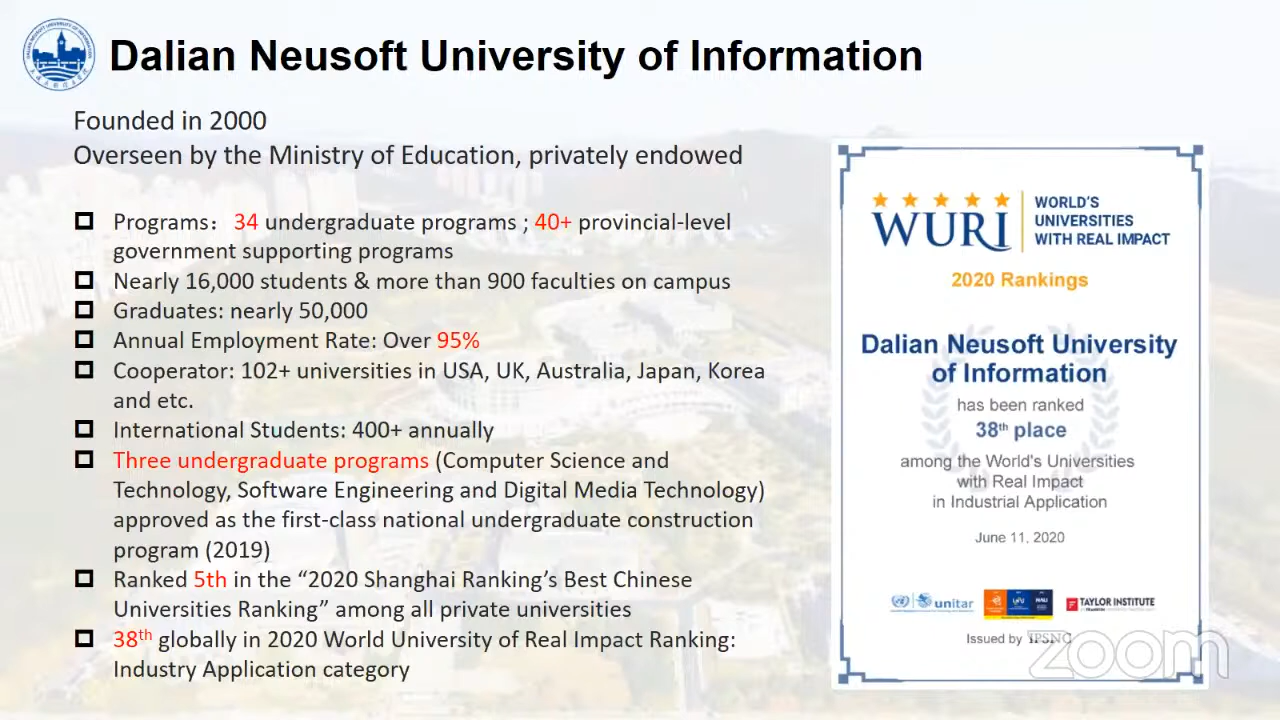 Dalian Neusoft University of Information
Founded in 2000
Overseen by the Ministry of Education, privately endowed
Programs：34 undergraduate programs ; 40+ provincial-level
government supporting programs
Nearly 16,000 students & more than 900 faculties on campus
Graduates: nearly 50,000
Annual Employment Rate: Over 95%
Cooperator: 102+ universities in USA, UK, Australia, Japan, Korea
and etc.
International Students: 400+ annually
Three undergraduate programs (Computer Science and
Technology, Software Engineering and Digital Media Technology)
approved as the first-class national undergraduate construction
program (2019)
Ranked 5th in the “2020 Shanghai Ranking’s Best Chinese
Universities Ranking” among all private universities
38th globally in 2020 World University of Real Impact Ranking:
Industry Application category
WURI
WORLD'S
UNIVERSITIES
WITH REAL IMPACT
2020 Rankings
Dalian Neusoft University
of Information
has been ranked
38th place
among the World's Universities
with Real Impact
in Industrial Application
June 11, 2020
unitar
TAYLOR INSTITUTE
Issued by IPSNC
zoom